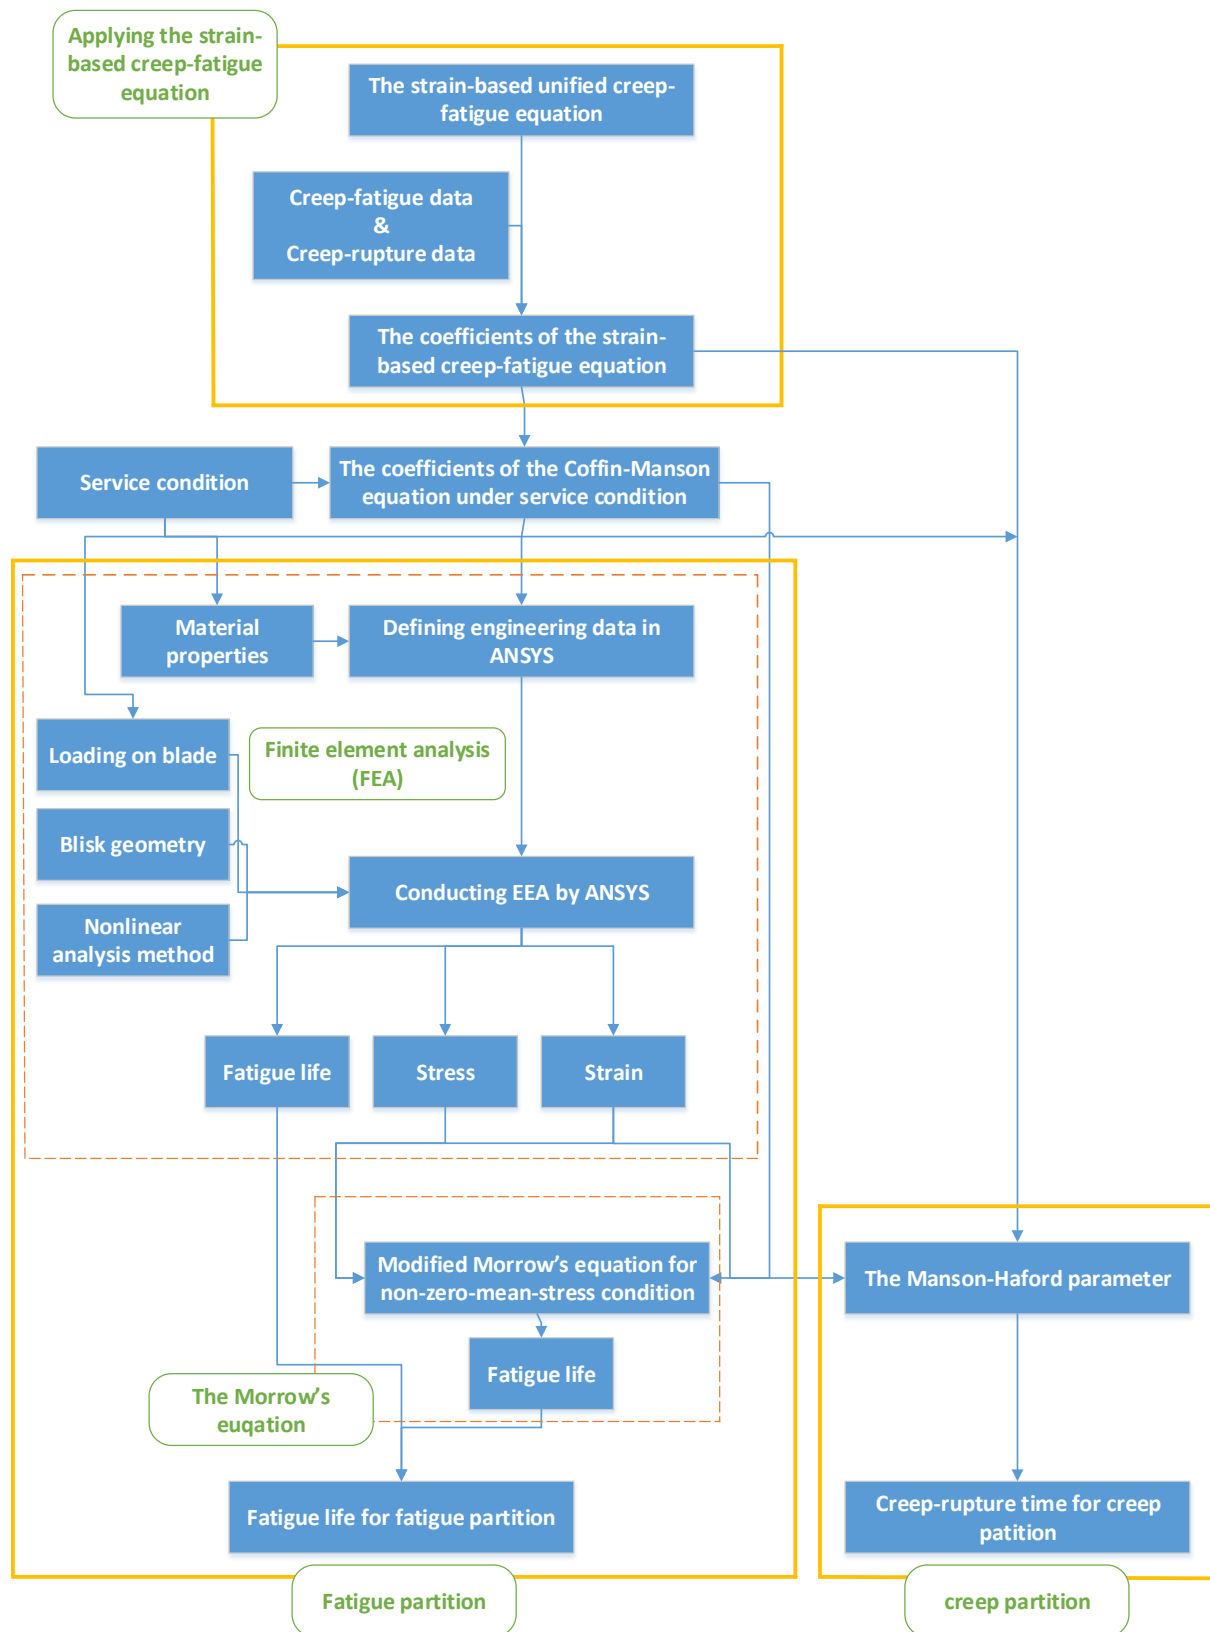 Applying the strain-
based creep-fatigue
equation
The strain-based unified creep-
fatigue equation
Creep-fatigue data
&
Creep-rupture data
The coefficients of the strain-
based creep-fatigue equation
Service condition
The coefficients of the Coffin-Manson
equation under service condition
Material
properties
Defining engineering data in
ANSYS
Loading on blade
Finite element analysis
(FEA)
Blisk geometry
Conducting EEA by ANSYS
Nonlinear
analysis method
Fatigue life
Stress
Strain
Modified Morrow's equation for
non-zero-mean-stress condition
The Manson-Haford parameter
Fatigue life
The Morrow's
euqation
Fatigue life for fatigue partition
Creep-rupture time for creep
patition
Fatigue partition
creep partition